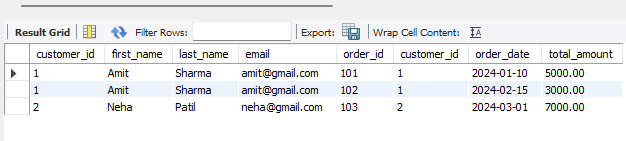 Result Grid Filter Rows: Export: Wrap Cell Content:
customer_id first_name last_name email order_id customer_id order_date total_amount
1 Amit Sharma amit@gmail.com 101 1 2024-01-10 5000.00
1 Amit Sharma amit@gmail.com 102 1 2024-02-15 3000.00
2 Neha Patil neha@gmail.com 103 2 2024-03-01 7000.00